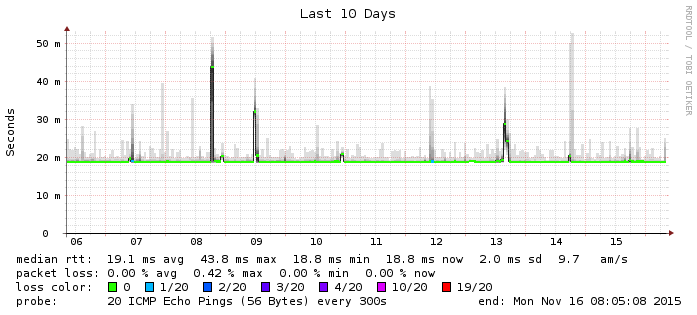 Last 10 Days
RRDTOOL / TOBI OETIKER
Seconds
50 m
40 m
30 m
20 m
10 m
0
06 07 08 09 10 11 12 13 14 15
median rtt: 19.1 ms avg 43.8 ms max 18.8 ms min 18.8 ms now 2.0 ms sd 9.7 am/s
packet loss: 0.00 % avg 0.42 % max 0.00 % min 0.00 % now
loss color: 0 1/20 2/20 3/20 4/20 10/20 19/20
probe: 20 ICMP Echo Pings (56 Bytes) every 300s end: Mon Nov 16 08:05:08 2015